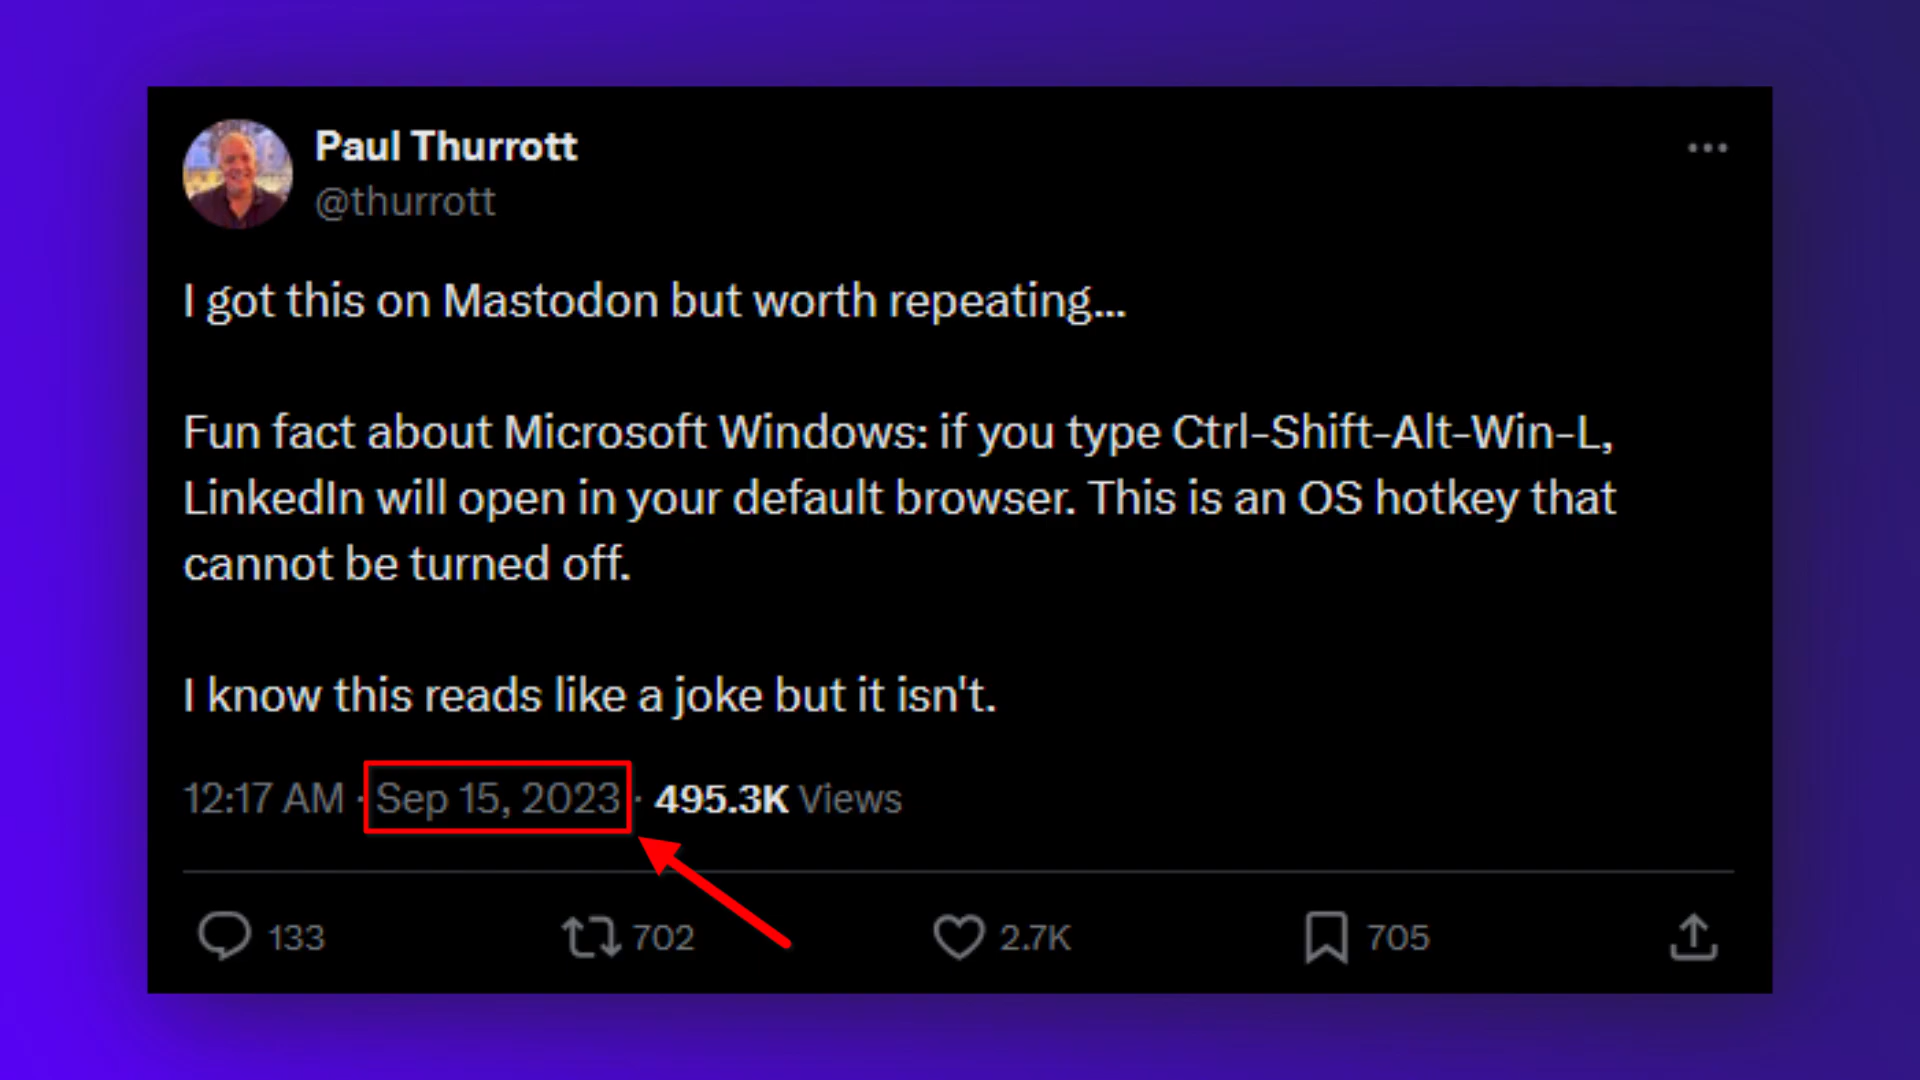 Paul Thurrott
@thurrott
I got this on Mastodon but worth repeating...
Fun fact about Microsoft Windows: if you type Ctrl-Shift-Alt-Win-L,
LinkedIn will open in your default browser. This is an OS hotkey that
cannot be turned off.
I know this reads like a joke but it isn't.
12:17 AM · Sep 15, 2023 · 495.3K Views
133 702 2.7K 705